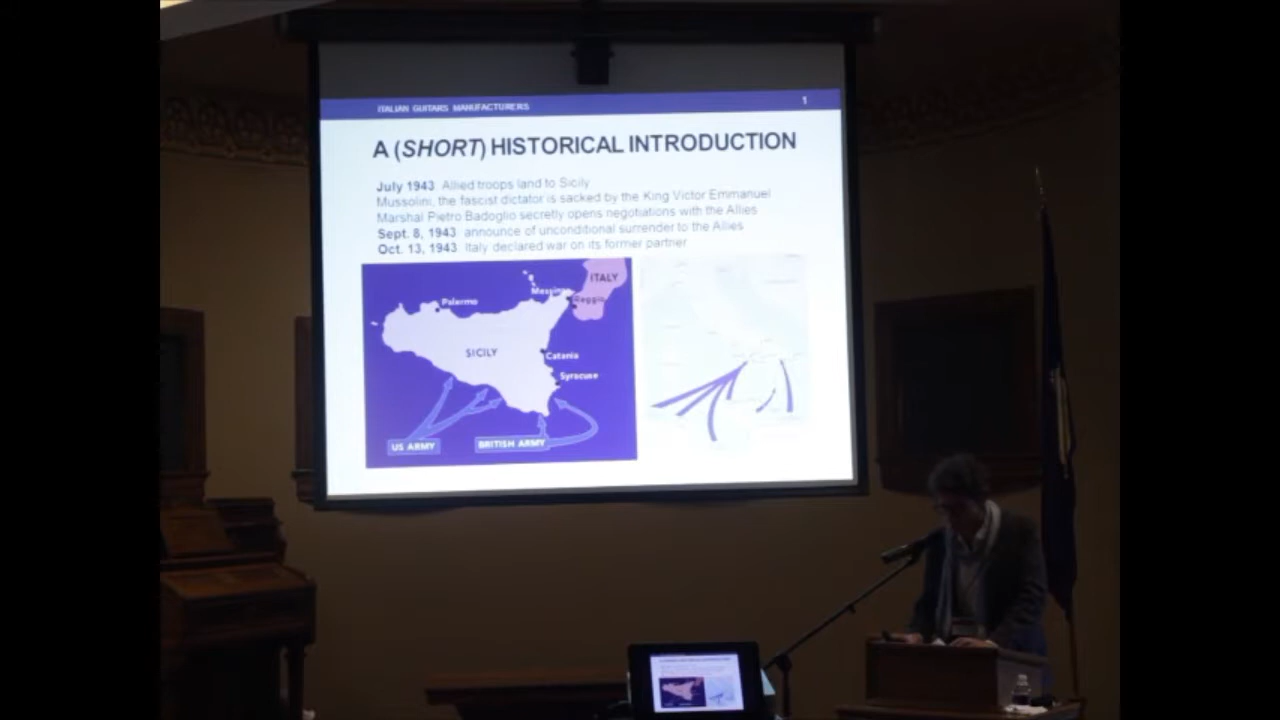 ITALIAN GUITARS MANUFACTURERS
1
A (SHORT) HISTORICAL INTRODUCTION
July 1943 Allied troops land to Sicily
Mussolini, the fascist dictator is sacked by the King Victor Emmanuel
Marshal Pietro Badoglio secretly opens negotiations with the Allies
Sept. 8, 1943: announce of unconditional surrender to the Allies
Oct. 13, 1943: Italy declared war on its former partner
ITALY
Messina
Reggio
Palermo
SICILY
Catania
Syracuse
US ARMY
BRITISH ARMY